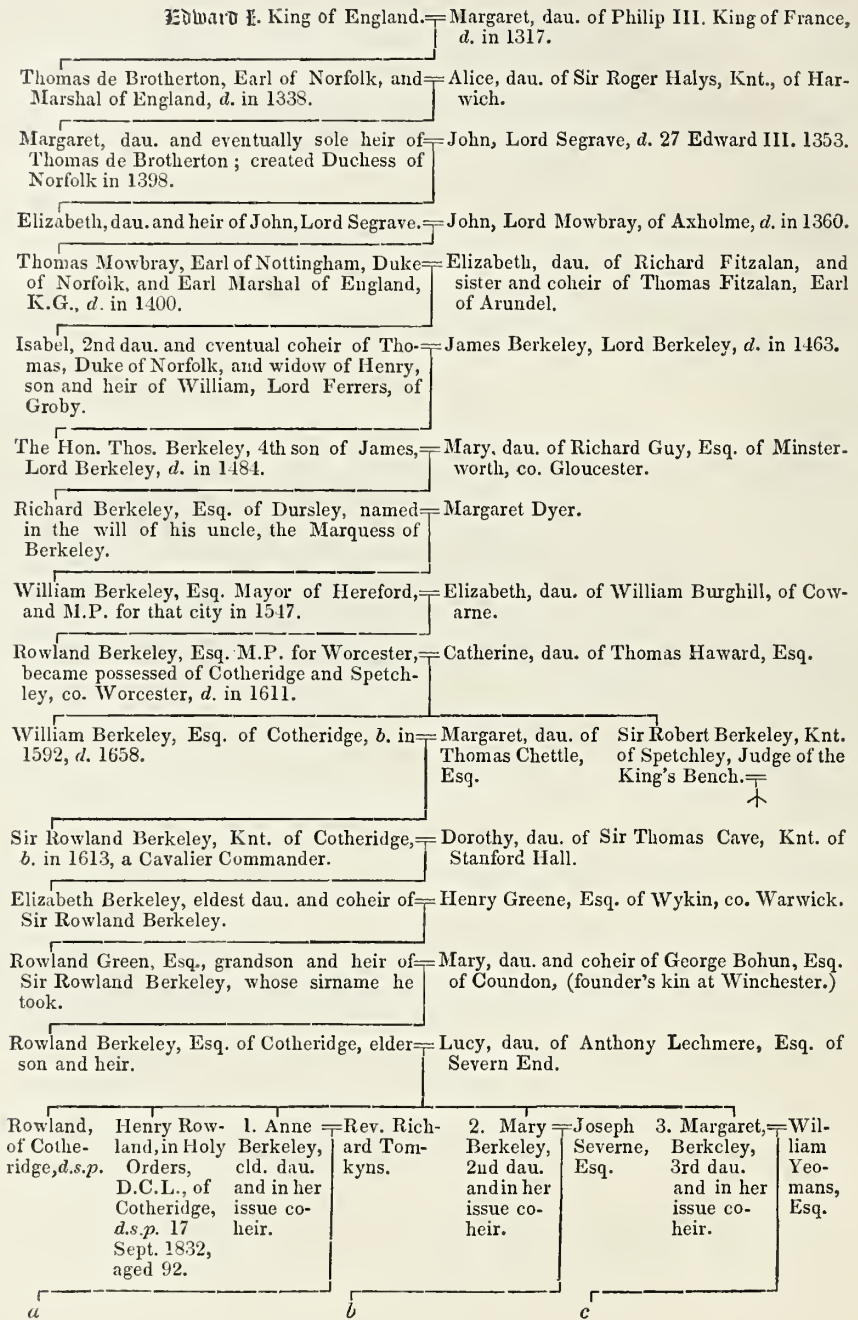 Edward I. King of England.
Margaret, dau. of Philip III. King of France,
d. in 1317.
Thomas de Brotherton, Earl of Norfolk, and
Marshal of England, d. in 1338.
Alice, dau. of Sir Roger Halys, Knt., of Har-
wich.
Margaret, dau. and eventually sole heir of
Thomas de Brotherton; created Duchess of
Norfolk in 1398.
John, Lord Segrave, d. 27 Edward III. 1353.
Elizabeth, dau. and heir of John, Lord Segrave.
John, Lord Mowbray, of Axholme, d. in 1360.
Thomas Mowbray, Earl of Nottingham, Duke
of Norfolk, and Earl Marshal of England,
K.G., d. in 1400.
Elizabeth, dau. of Richard Fitzalan, and
sister and coheir of Thomas Fitzalan, Earl
of Arundel.
Isabel, 2nd dau. and eventual coheir of Tho-
mas, Duke of Norfolk, and widow of Henry,
son and heir of William, Lord Ferrers, of
Groby.
James Berkeley, Lord Berkeley, d. in 1463.
The Hon. Thos. Berkeley, 4th son of James,
Lord Berkeley, d. in 1484.
Mary, dau. of Richard Guy, Esq. of Minster-
worth, co. Gloucester.
Richard Berkeley, Esq. of Dursley, named
in the will of his uncle, the Marquess of
Berkeley.
Margaret Dyer.
William Berkeley, Esq. Mayor of Hereford,
and M.P. for that city in 1547.
Elizabeth, dau. of William Burghill, of Cow-
arne.
Rowland Berkeley, Esq. M.P. for Worcester,
became possessed of Cotheridge and Spetch-
ley, co. Worcester, d. in 1611.
Catherine, dau. of Thomas Haward, Esq.
William Berkeley, Esq. of Cotheridge, b. in
1592, d. 1658.
Margaret, dau. of
Thomas Chettle,
Esq.
Sir Robert Berkeley, Knt.
of Spetchley, Judge of the
King's Bench.
Sir Rowland Berkeley, Knt. of Cotheridge,
b. in 1613, a Cavalier Commander.
Dorothy, dau. of Sir Thomas Cave, Knt. of
Stanford Hall.
Elizabeth Berkeley, eldest dau. and coheir of
Sir Rowland Berkeley.
Henry Greene, Esq. of Wykin, co. Warwick.
Rowland Green, Esq., grandson and heir of
Sir Rowland Berkeley, whose sirname he
took.
Mary, dau. and coheir of George Bohun, Esq.
of Coundon, (founder's kin at Winchester.)
Rowland Berkeley, Esq. of Cotheridge, elder
son and heir.
Lucy, dau. of Anthony Lechmere, Esq. of
Severn End.
Rowland,
of Cothe-
ridge, d.s.p.
Henry Row-
land, in Holy
Orders,
D.C.L., of
Cotheridge,
d.s.p. 17
Sept. 1832,
aged 92.
1. Anne
Berkeley,
eld. dau.
and in her
issue co-
heir.
Rev. Rich-
ard Tom-
kyns.
2. Mary
Berkeley,
2nd dau.
and in her
issue co-
heir.
Joseph
Severne,
Esq.
3. Margaret,
Berkeley,
3rd dau.
and in her
issue co-
heir.
Wil-
liam
Yeo-
mans,
Esq.
a
b
c